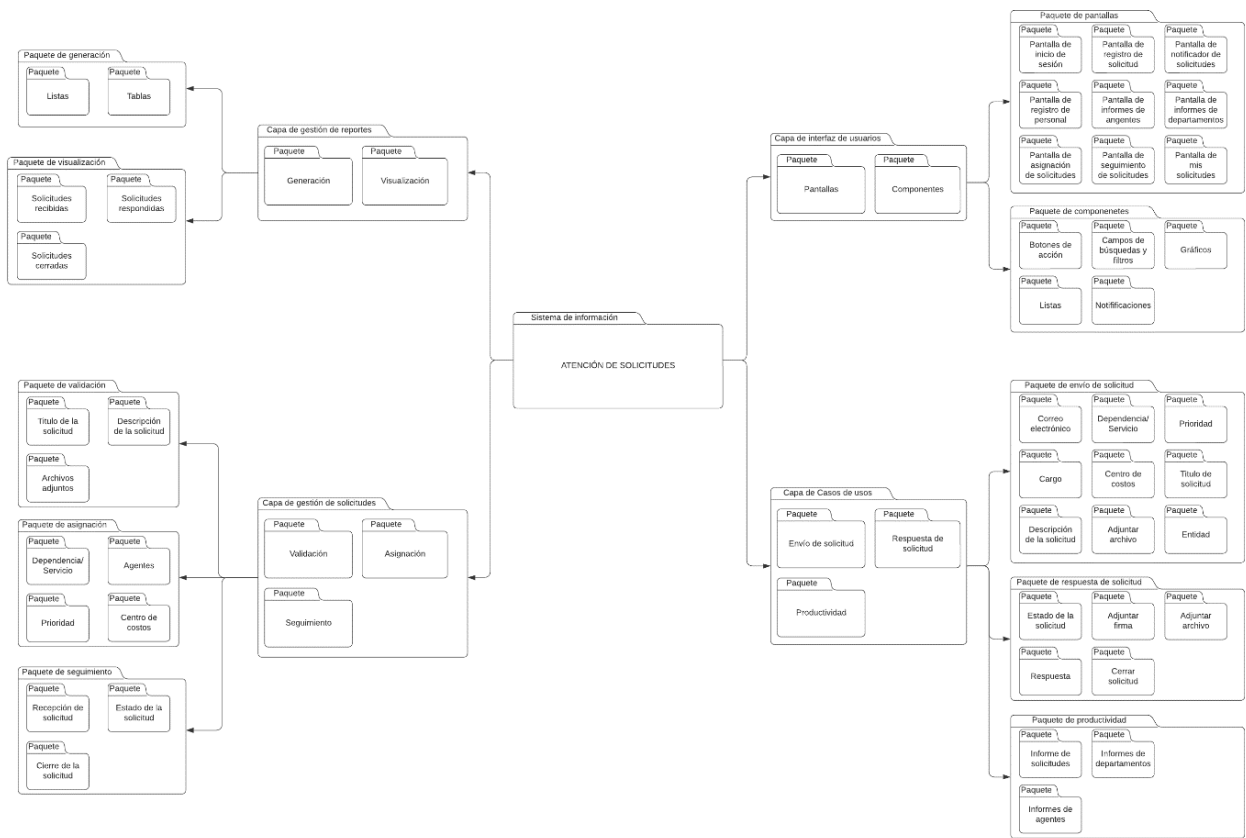 Paquete de generación
Paquete
Listas
Paquete
Tablas
Paquete de visualización
Paquete
Solicitudes
recibidas
Paquete
Solicitudes
respondidas
Paquete
Solicitudes
cerradas
Capa de gestión de reportes
Paquete
Generación
Paquete
Visualización
Sistema de información
ATENCIÓN DE SOLICITUDES
Capa de interfaz de usuarios
Paquete
Pantallas
Paquete
Componentes
Paquete de pantallas
Paquete
Pantalla de
inicio de
sesión
Paquete
Pantalla de
registro de
solicitud
Paquete
Pantalla de
notificador de
solicitudes
Paquete
Pantalla de
registro de
personal
Paquete
Pantalla de
informes de
angentes
Paquete
Pantalla de
informes de
departamentos
Paquete
Pantalla de
asignación
de solicitudes
Paquete
Pantalla de
seguimiento
de solicitudes
Paquete
Pantalla de
mis
solicitudes
Paquete de componenetes
Paquete
Botones de
acción
Paquete
Campos de
búsquedas y
filtros
Paquete
Gráficos
Paquete
Listas
Paquete
Notifificaciones
Paquete de validación
Paquete
Titulo de la
solicitud
Paquete
Descripción
de la solicitud
Paquete
Archivos
adjuntos
Paquete de asignación
Paquete
Dependencia/
Servicio
Paquete
Agentes
Paquete
Prioridad
Paquete
Centro de
costos
Paquete de seguimiento
Paquete
Recepción de
solicitud
Paquete
Estado de la
solicitud
Paquete
Cierre de la
solicitud
Capa de gestión de solicitudes
Paquete
Validación
Paquete
Asignación
Paquete
Seguimiento
Capa de Casos de usos
Paquete
Envío de solicitud
Paquete
Respuesta de
solicitud
Paquete
Productividad
Paquete de envío de solicitud
Paquete
Correo
electrónico
Paquete
Dependencia/
Servicio
Paquete
Prioridad
Paquete
Cargo
Paquete
Centro de
costos
Paquete
Titulo de
solicitud
Paquete
Descripción
de la solicitud
Paquete
Adjuntar
archivo
Paquete
Entidad
Paquete de respuesta de solicitud
Paquete
Estado de la
solicitud
Paquete
Adjuntar
firma
Paquete
Adjuntar
archivo
Paquete
Respuesta
Paquete
Cerrar
solicitud
Paquete de productividad
Paquete
Informe de
solicitudes
Paquete
Informes de
departamentos
Paquete
Informes de
agentes